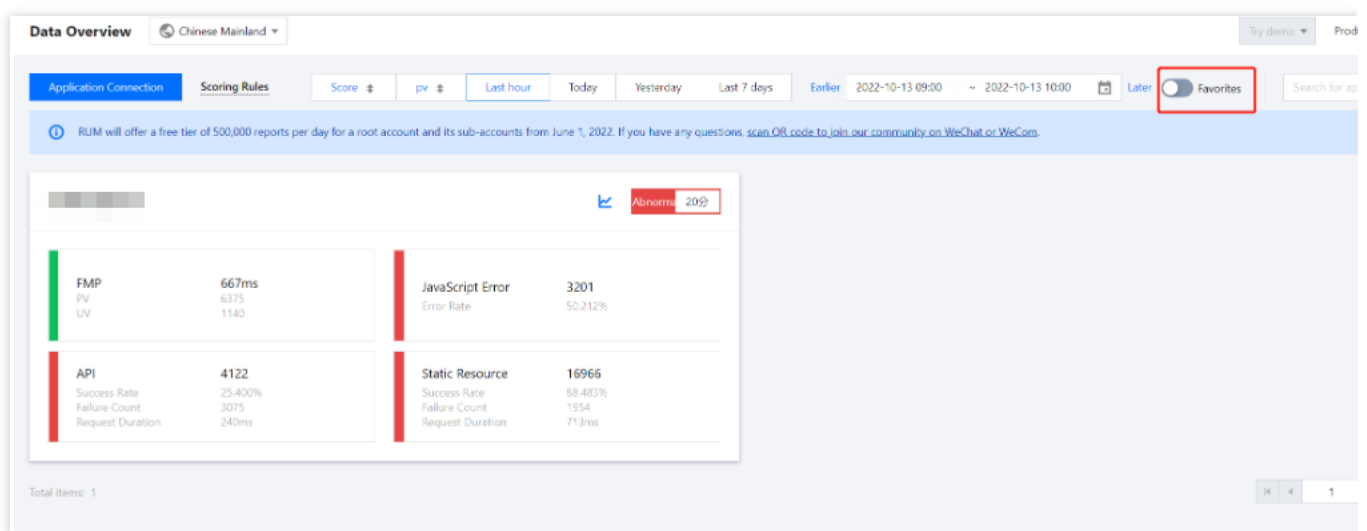 Data Overview Chinese Mainland Try demo
Application Connection Scoring Rules Score pv Last hour Today Yesterday Last 7 days Earlier 2022-10-13 09:00 ~ 2022-10-13 10:00 Later Favorites Search for
RUM will offer a free tier of 500,000 reports per day for a root account and its sub-accounts from June 1, 2022. If you have any questions, scan QR code to join our community on WeChat or WeCom.
20分
FMP 667ms
PV 6375
UV 1140
JavaScript Error 3201
Error Rate 50.212%
API 4122
Success Rate 25.400%
Failure Count 3075
Request Duration 240ms
Static Resource 16966
Success Rate 68.483%
Failure Count 1954
Request Duration 713ms
Total items: 1 1